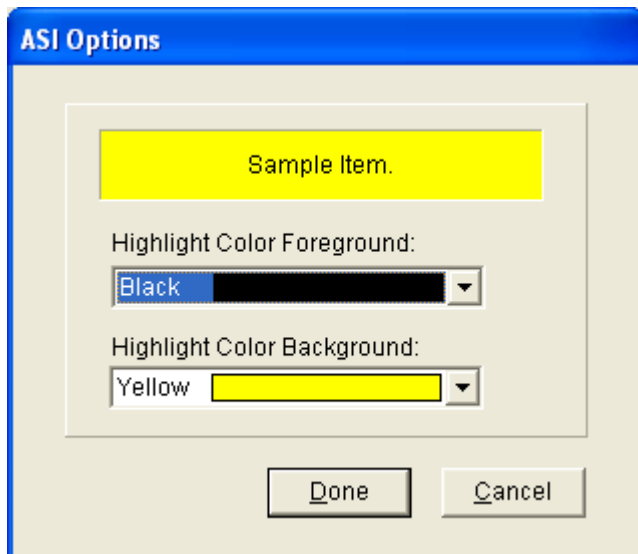 ASI Options
Sample Item.
Highlight Color Foreground:
Black
Highlight Color Background:
Yellow
Done Cancel